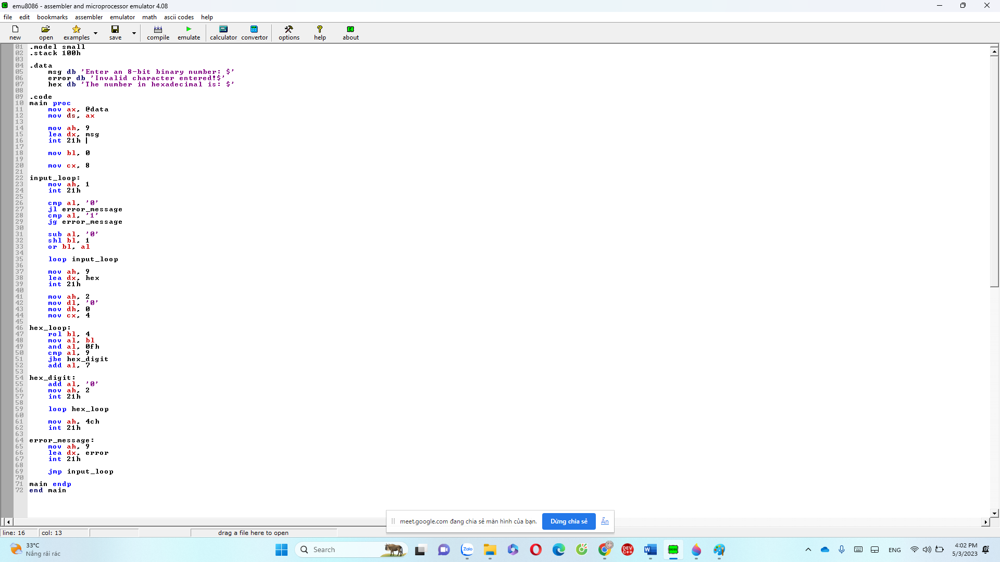 emu8086 - assembler and microprocessor emulator 4.08
file edit bookmarks assembler emulator math ascii codes help
new open examples save compile emulate calculator convertor options help about
01 .model small
02 .stack 100h
03
04 .data
05 msg db 'Enter an 8-bit binary number: $'
06 error db 'Invalid character entered!$'
07 hex db 'The number in hexadecimal is: $'
08
09 .code
10 main proc
11 mov ax, @data
12 mov ds, ax
13
14 mov ah, 9
15 lea dx, msg
16 int 21h
17
18 mov bl, 0
19
20 mov cx, 8
21
22 input_loop:
23 mov ah, 1
24 int 21h
25
26 cmp al, '0'
27 jl error_message
28 cmp al, '1'
29 jg error_message
30
31 sub al, '0'
32 shl bl, 1
33 or bl, al
34
35 loop input_loop
36
37 mov ah, 9
38 lea dx, hex
39 int 21h
40
41 mov ah, 2
42 mov dl, '0'
43 mov dh, 0
44 mov cx, 4
45
46 hex_loop:
47 rol bl, 4
48 mov al, bl
49 and al, 0fh
50 cmp al, 9
51 jbe hex_digit
52 add al, 7
53
54 hex_digit:
55 add al, '0'
56 mov ah, 2
57 int 21h
58
59 loop hex_loop
60
61 mov ah, 4ch
62 int 21h
63
64 error_message:
65 mov ah, 9
66 lea dx, error
67 int 21h
68
69 jmp input_loop
70
71 main endp
72 end main
meet.google.com đang chia sẻ màn hình của bạn. Dừng chia sẻ Ẩn
line: 16 col: 13 drag a file here to open
33°C
Nắng rải rác
Search
Zalo
DEV C++
8086
ENG
4:02 PM
5/3/2023